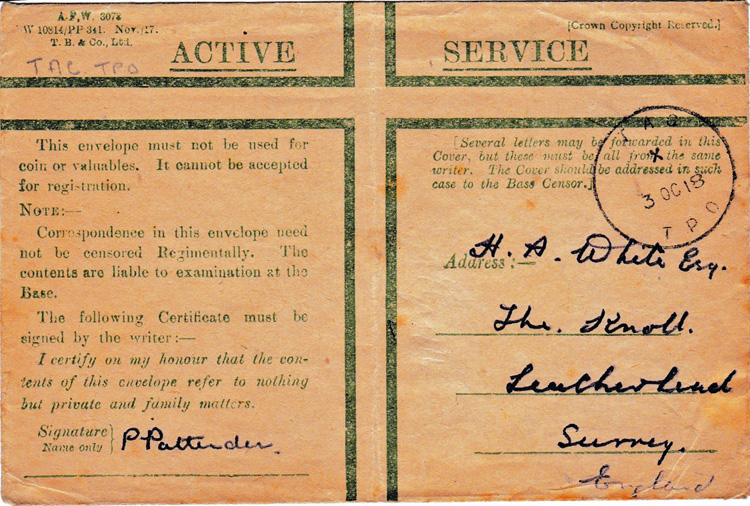 A.F.W. 3078
W 10814/PP 341. Nov./17.
T. B. & Co., Ltd.
[Crown Copyright Reserved.]
TAC TPO
ACTIVE SERVICE
This envelope must not be used for
coin or valuables. It cannot be accepted
for registration.
NOTE:—
Correspondence in this envelope need
not be censored Regimentally. The
contents are liable to examination at the
Base.
The following Certificate must be
signed by the writer:—
I certify on my honour that the con-
tents of this envelope refer to nothing
but private and family matters.
Signature
Name only
P Pattender
[Several letters may be forwarded in this
Cover, but these must be all from the same
writer. The Cover should be addressed in such
case to the Base Censor.]
T A Q
X
3 OC 18
T P O
Address:—
H. A. White Esq.
The Knoll.
Leatherhead
Surrey.
England